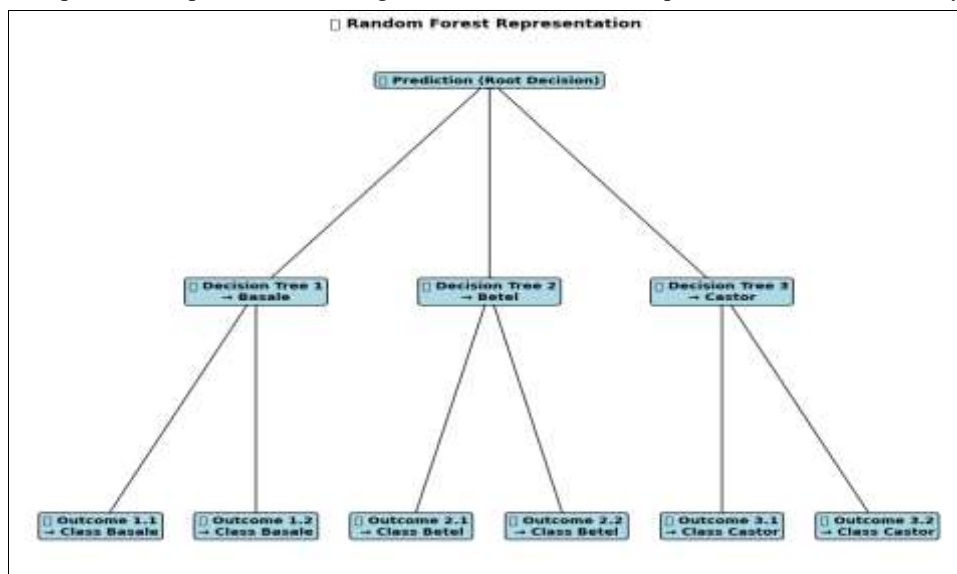 ▯ Random Forest Representation
▯ Prediction (Root Decision)
▯ Decision Tree 1
→ Basale
▯ Decision Tree 2
→ Betel
▯ Decision Tree 3
→ Castor
▯ Outcome 1.1
→ Class Basale
▯ Outcome 1.2
→ Class Basale
▯ Outcome 2.1
→ Class Betel
▯ Outcome 2.2
→ Class Betel
▯ Outcome 3.1
→ Class Castor
▯ Outcome 3.2
→ Class Castor